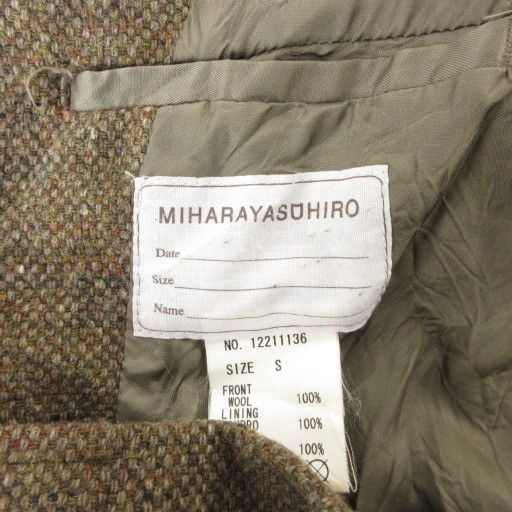 MIHARAYASUHIRO
Date
Size
Name
NO. 12211136
SIZE S
FRONT
WOOL 100%
LINING
100%
100%